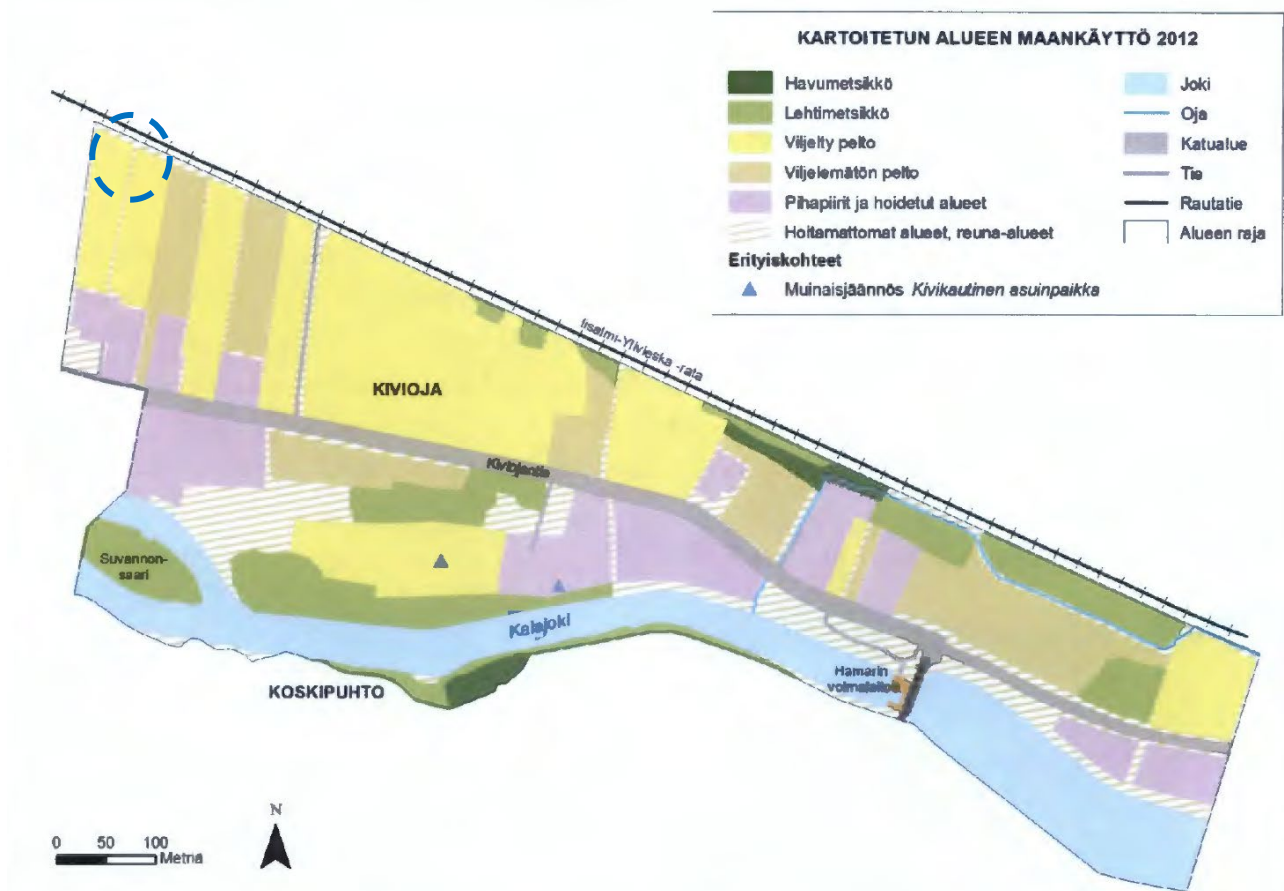 KARTOITETUN ALUEEN MAANKÄYTTÖ 2012
Havumetsikkö
Lehtimetsikkö
Viljelty pelto
Viljelemätön pelto
Pihapiirit ja hoidetut alueet
Hoitamattomat alueet, reuna-alueet
Erityiskohteet
Muinaisjäännös Kivikautinen asuinpaikka
Joki
Oja
Katualue
Tie
Rautatie
Alueen raja
Iisalmi-Ylivieska -rata
KIVIOJA
Kiviojantie
Suvannon-
saari
Kalajoki
KOSKIPUHTO
Hamarin
voimalaitos
N
0 50 100
Metriä